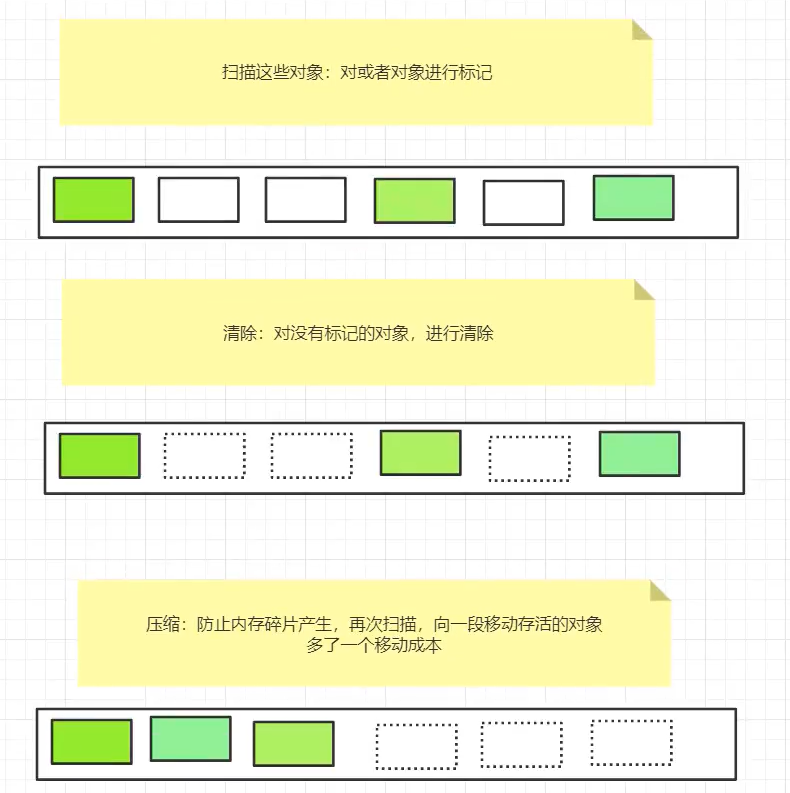 扫描这些对象：对或者对象进行标记
清除：对没有标记的对象，进行清除
压缩：防止内存碎片产生，再次扫描，向一段移动存活的对象
多了一个移动成本